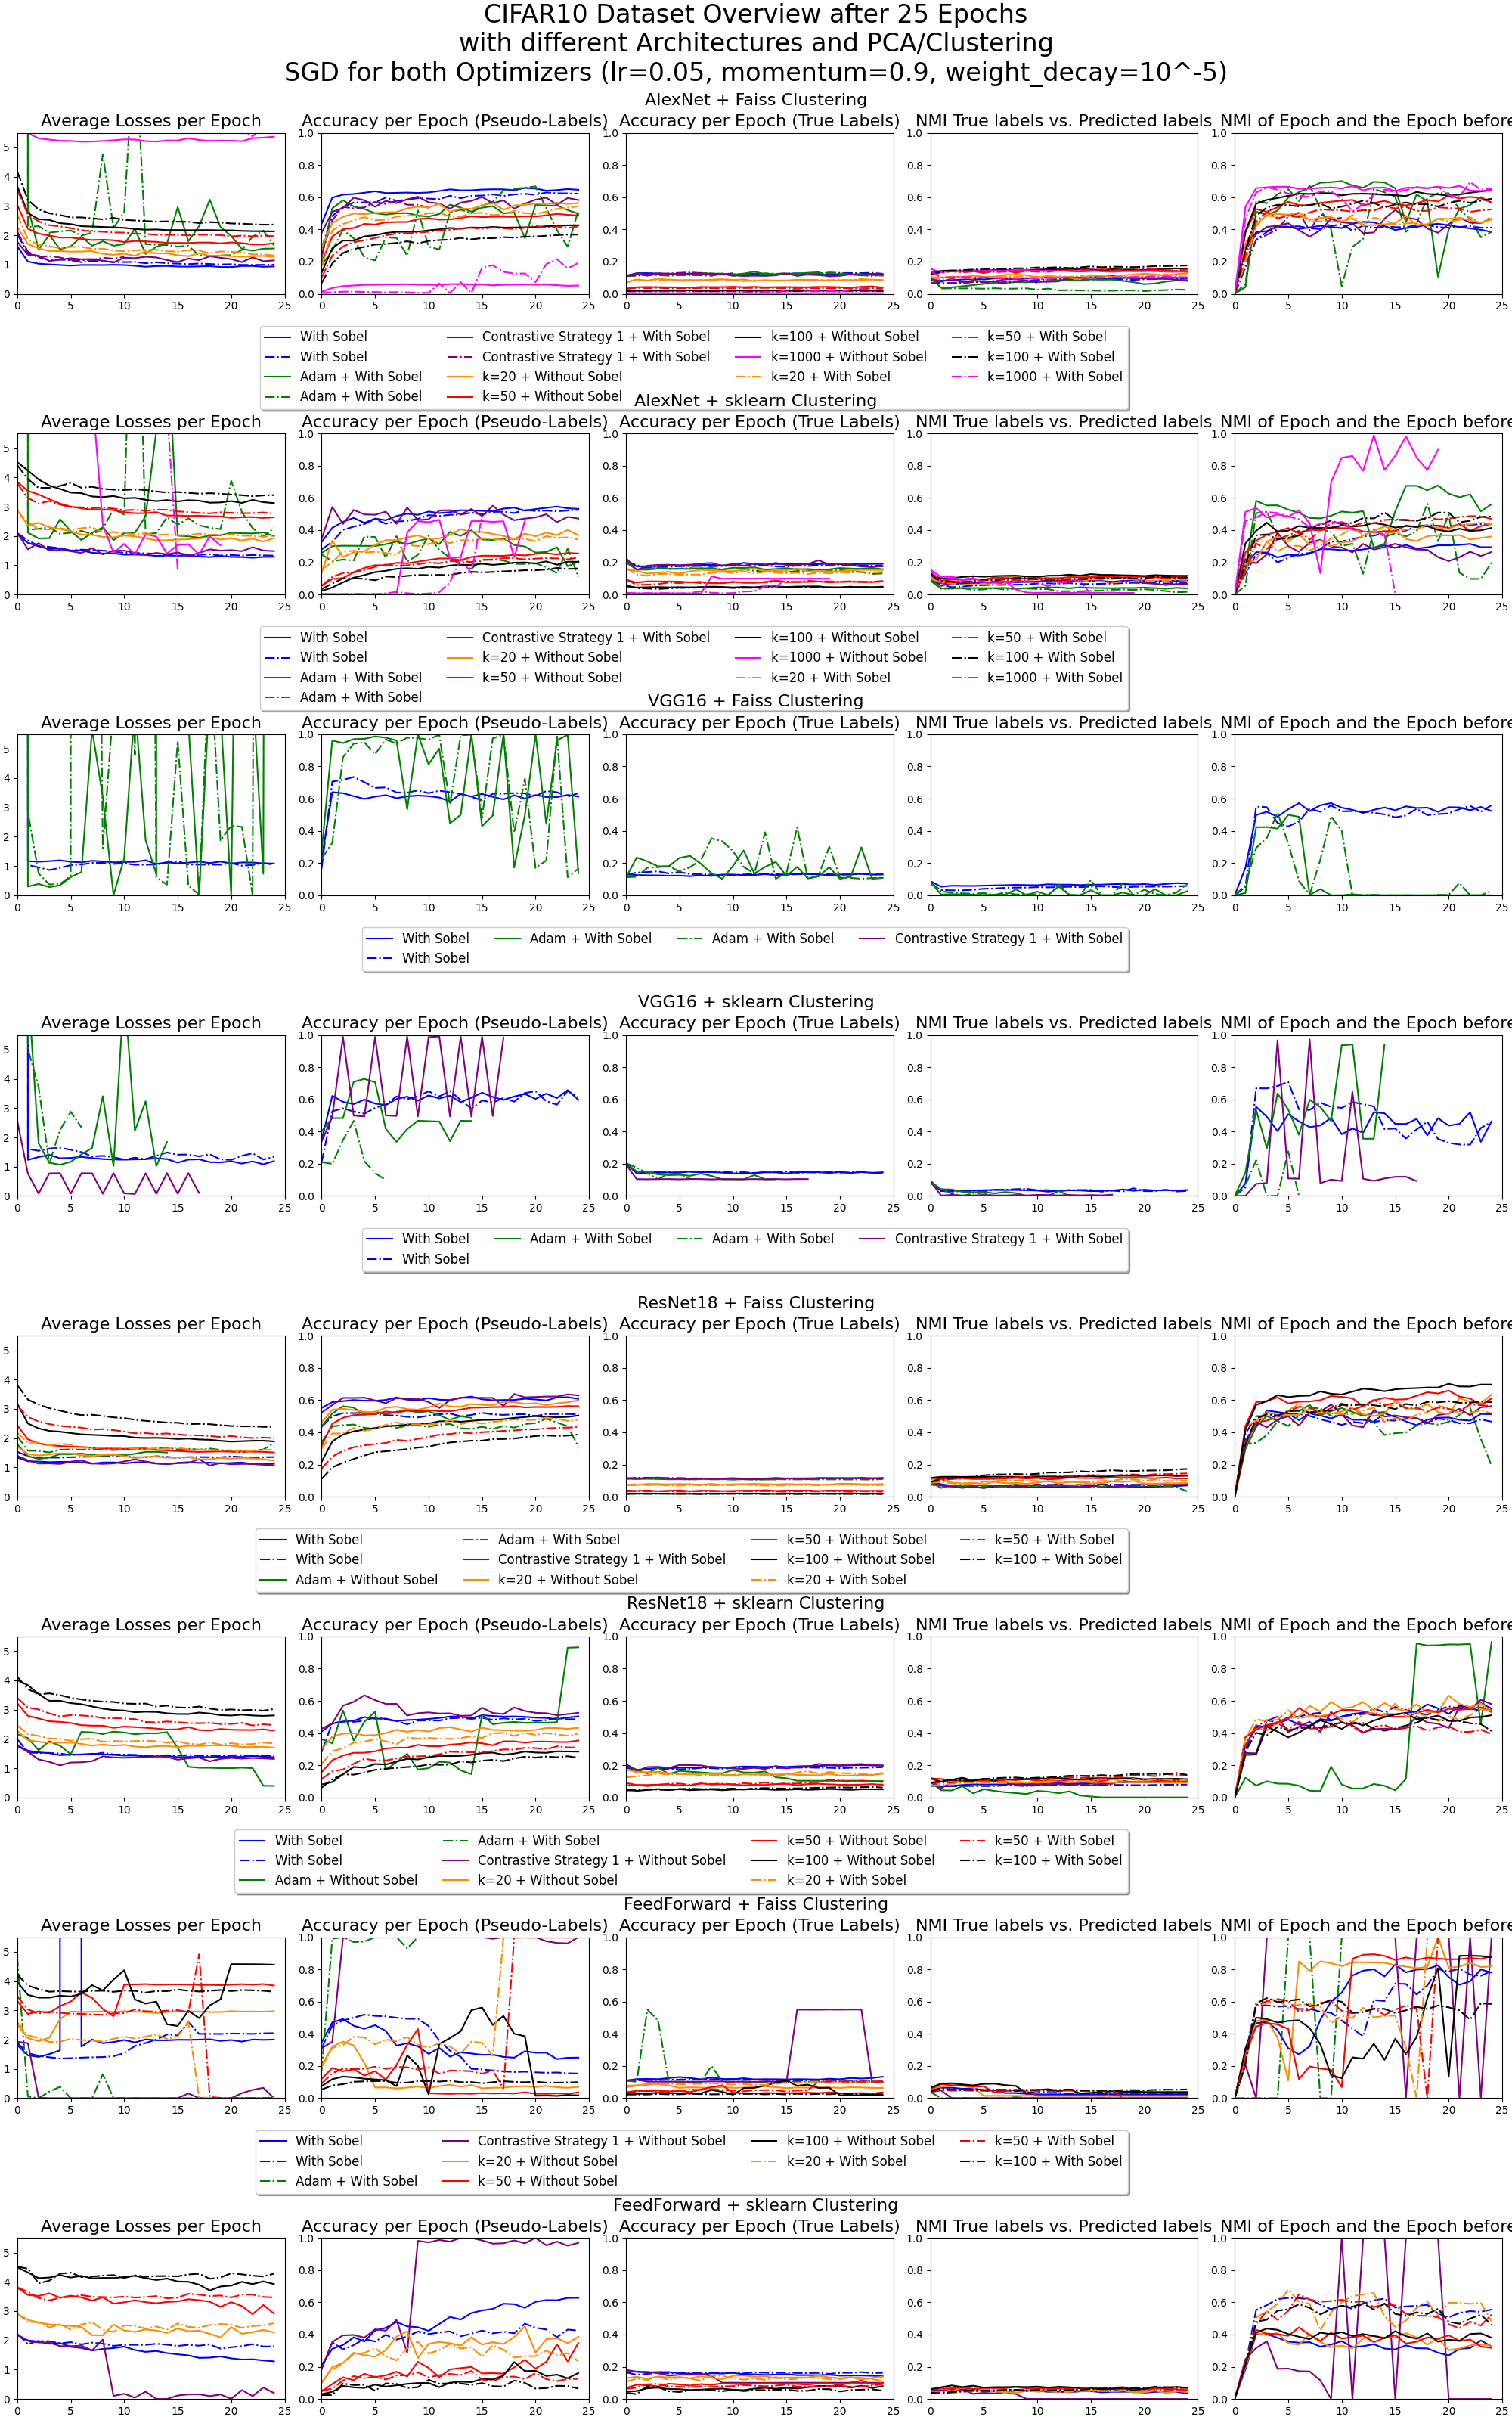 CIFAR10 Dataset Overview after 25 Epochs
with different Architectures and PCA/Clustering
SGD for both Optimizers (lr=0.05, momentum=0.9, weight_decay=10^-5)
AlexNet + Faiss Clustering
Average Losses per Epoch
Accuracy per Epoch (Pseudo-Labels)
Accuracy per Epoch (True Labels)
NMI True labels vs. Predicted labels
NMI of Epoch and the Epoch before
With Sobel
With Sobel
Adam + With Sobel
Adam + With Sobel
Contrastive Strategy 1 + With Sobel
Contrastive Strategy 1 + With Sobel
k=20 + Without Sobel
k=50 + Without Sobel
k=100 + Without Sobel
k=1000 + Without Sobel
k=20 + With Sobel
k=50 + With Sobel
k=100 + With Sobel
k=1000 + With Sobel
AlexNet + sklearn Clustering
Average Losses per Epoch
Accuracy per Epoch (Pseudo-Labels)
Accuracy per Epoch (True Labels)
NMI True labels vs. Predicted labels
NMI of Epoch and the Epoch before
With Sobel
With Sobel
Adam + With Sobel
Adam + With Sobel
Contrastive Strategy 1 + With Sobel
k=20 + Without Sobel
k=50 + Without Sobel
k=100 + Without Sobel
k=1000 + Without Sobel
k=20 + With Sobel
k=50 + With Sobel
k=100 + With Sobel
k=1000 + With Sobel
VGG16 + Faiss Clustering
Average Losses per Epoch
Accuracy per Epoch (Pseudo-Labels)
Accuracy per Epoch (True Labels)
NMI True labels vs. Predicted labels
NMI of Epoch and the Epoch before
With Sobel
With Sobel
Adam + With Sobel
Adam + With Sobel
Contrastive Strategy 1 + With Sobel
VGG16 + sklearn Clustering
Average Losses per Epoch
Accuracy per Epoch (Pseudo-Labels)
Accuracy per Epoch (True Labels)
NMI True labels vs. Predicted labels
NMI of Epoch and the Epoch before
With Sobel
With Sobel
Adam + With Sobel
Adam + With Sobel
Contrastive Strategy 1 + With Sobel
ResNet18 + Faiss Clustering
Average Losses per Epoch
Accuracy per Epoch (Pseudo-Labels)
Accuracy per Epoch (True Labels)
NMI True labels vs. Predicted labels
NMI of Epoch and the Epoch before
With Sobel
With Sobel
Adam + Without Sobel
Adam + With Sobel
Contrastive Strategy 1 + With Sobel
k=20 + Without Sobel
k=50 + Without Sobel
k=100 + Without Sobel
k=20 + With Sobel
k=50 + With Sobel
k=100 + With Sobel
ResNet18 + sklearn Clustering
Average Losses per Epoch
Accuracy per Epoch (Pseudo-Labels)
Accuracy per Epoch (True Labels)
NMI True labels vs. Predicted labels
NMI of Epoch and the Epoch before
With Sobel
With Sobel
Adam + Without Sobel
Adam + With Sobel
Contrastive Strategy 1 + Without Sobel
k=20 + Without Sobel
k=50 + Without Sobel
k=100 + Without Sobel
k=20 + With Sobel
k=50 + With Sobel
k=100 + With Sobel
FeedForward + Faiss Clustering
Average Losses per Epoch
Accuracy per Epoch (Pseudo-Labels)
Accuracy per Epoch (True Labels)
NMI True labels vs. Predicted labels
NMI of Epoch and the Epoch before
With Sobel
With Sobel
Adam + With Sobel
Contrastive Strategy 1 + Without Sobel
k=20 + Without Sobel
k=50 + Without Sobel
k=100 + Without Sobel
k=20 + With Sobel
k=50 + With Sobel
k=100 + With Sobel
FeedForward + sklearn Clustering
Average Losses per Epoch
Accuracy per Epoch (Pseudo-Labels)
Accuracy per Epoch (True Labels)
NMI True labels vs. Predicted labels
NMI of Epoch and the Epoch before